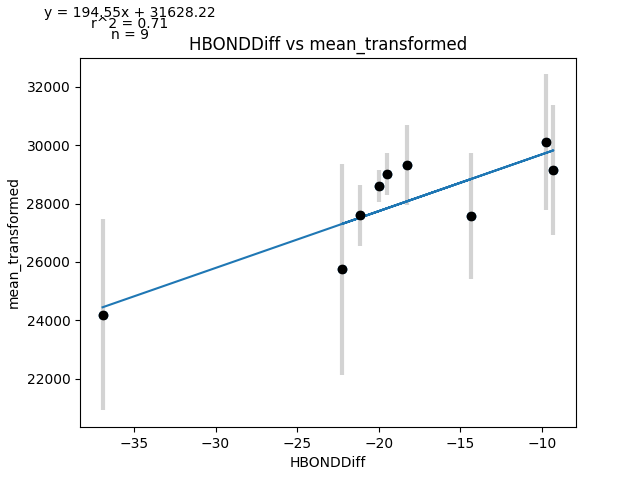 y = 194.55x + 31628.22
r^2 = 0.71
n = 9
HBONDDiff vs mean_transformed
32000
30000
28000
26000
24000
22000
mean_transformed
−35
−30
−25
−20
−15
−10
HBONDDiff